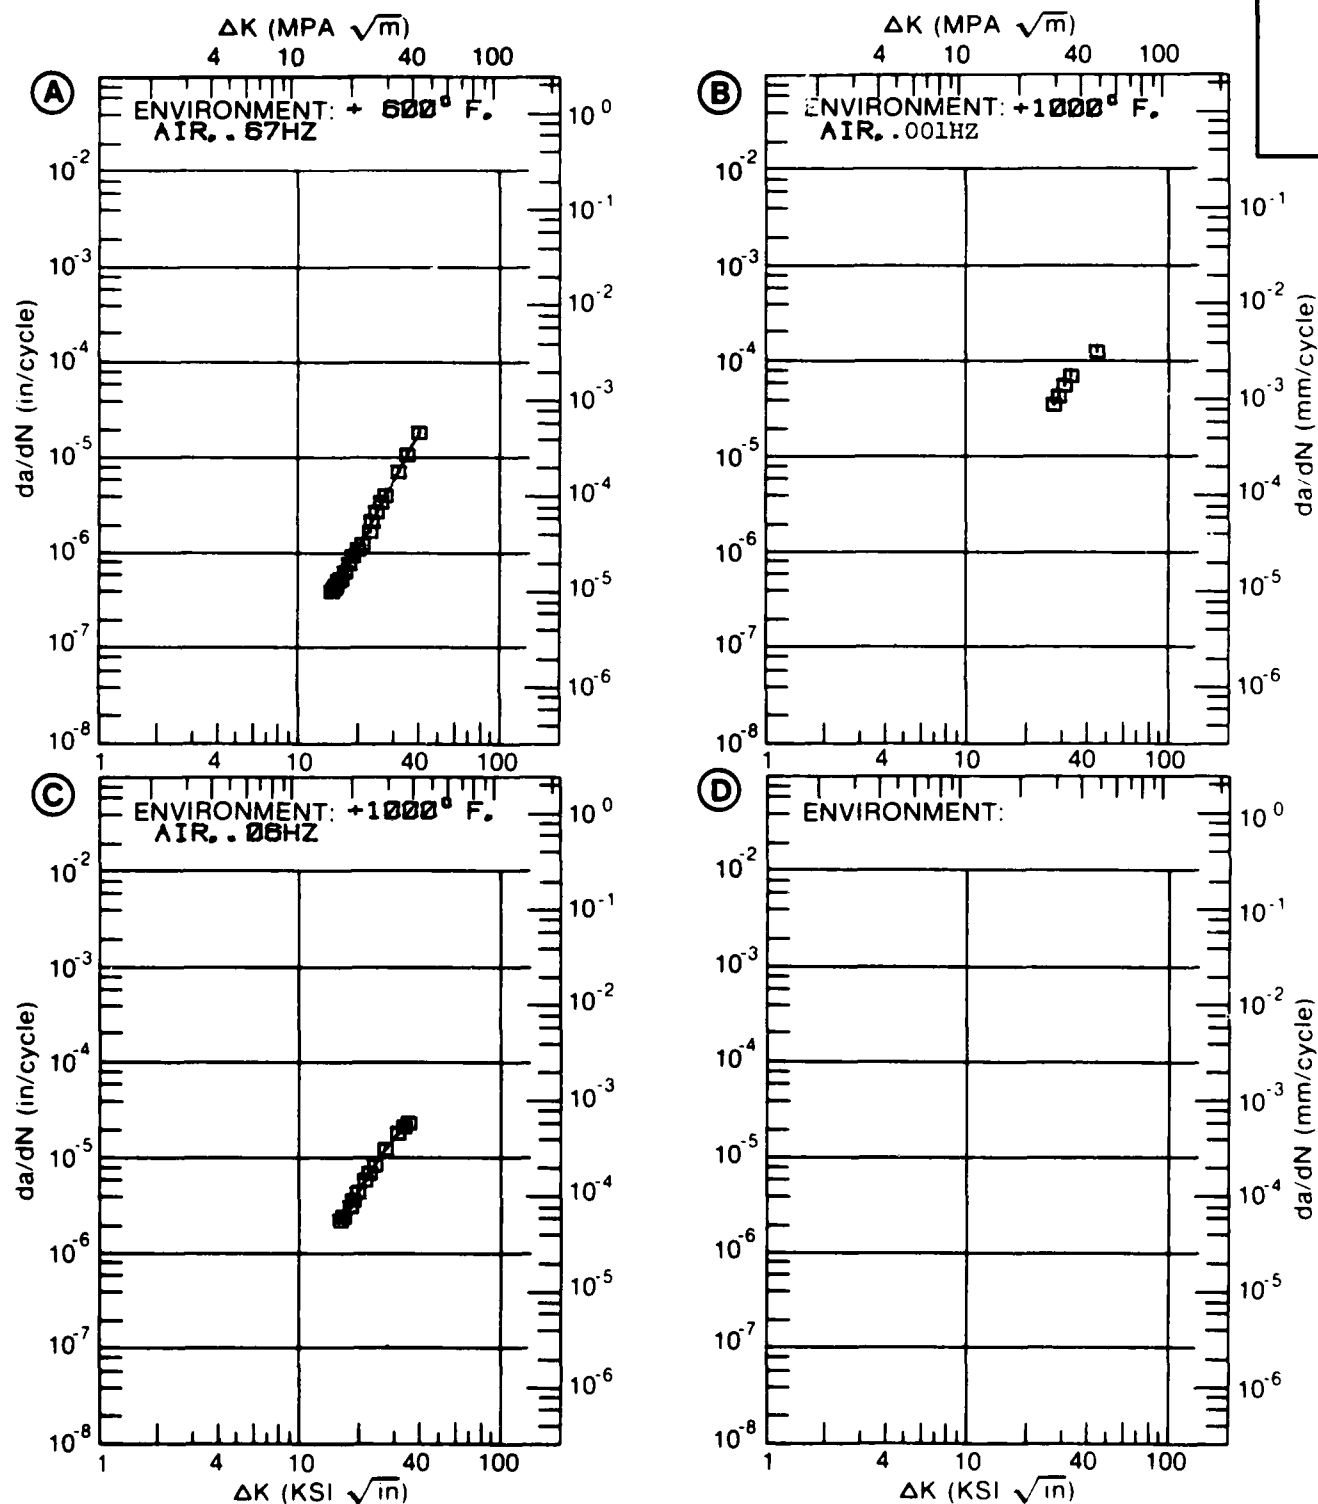 ΔK (MPA √m)
4 10 40 100
ΔK (MPA √m)
4 10 40 100
A
ENVIRONMENT: + 600° F.
AIR. .67HZ
10^0
10^-2
10^-1
10^-3
10^-2
10^-4
10^-3
10^-5
10^-4
10^-6
10^-5
10^-7
10^-6
10^-8
1 4 10 40 100
da/dN (in/cycle)
B
ENVIRONMENT: +1000° F.
AIR. .001HZ
10^-2
10^-1
10^-3
10^-2
10^-4
10^-3
10^-5
10^-4
10^-6
10^-5
10^-7
10^-6
10^-8
1 4 10 40 100
da/dN (mm/cycle)
C
ENVIRONMENT: +1000° F.
AIR. .06HZ
10^0
10^-2
10^-1
10^-3
10^-2
10^-4
10^-3
10^-5
10^-4
10^-6
10^-5
10^-7
10^-6
10^-8
1 4 10 40 100
da/dN (in/cycle)
ΔK (KSI √in)
D
ENVIRONMENT:
10^0
10^-2
10^-1
10^-3
10^-2
10^-4
10^-3
10^-5
10^-4
10^-6
10^-5
10^-7
10^-6
10^-8
1 4 10 40 100
da/dN (mm/cycle)
ΔK (KSI √in)